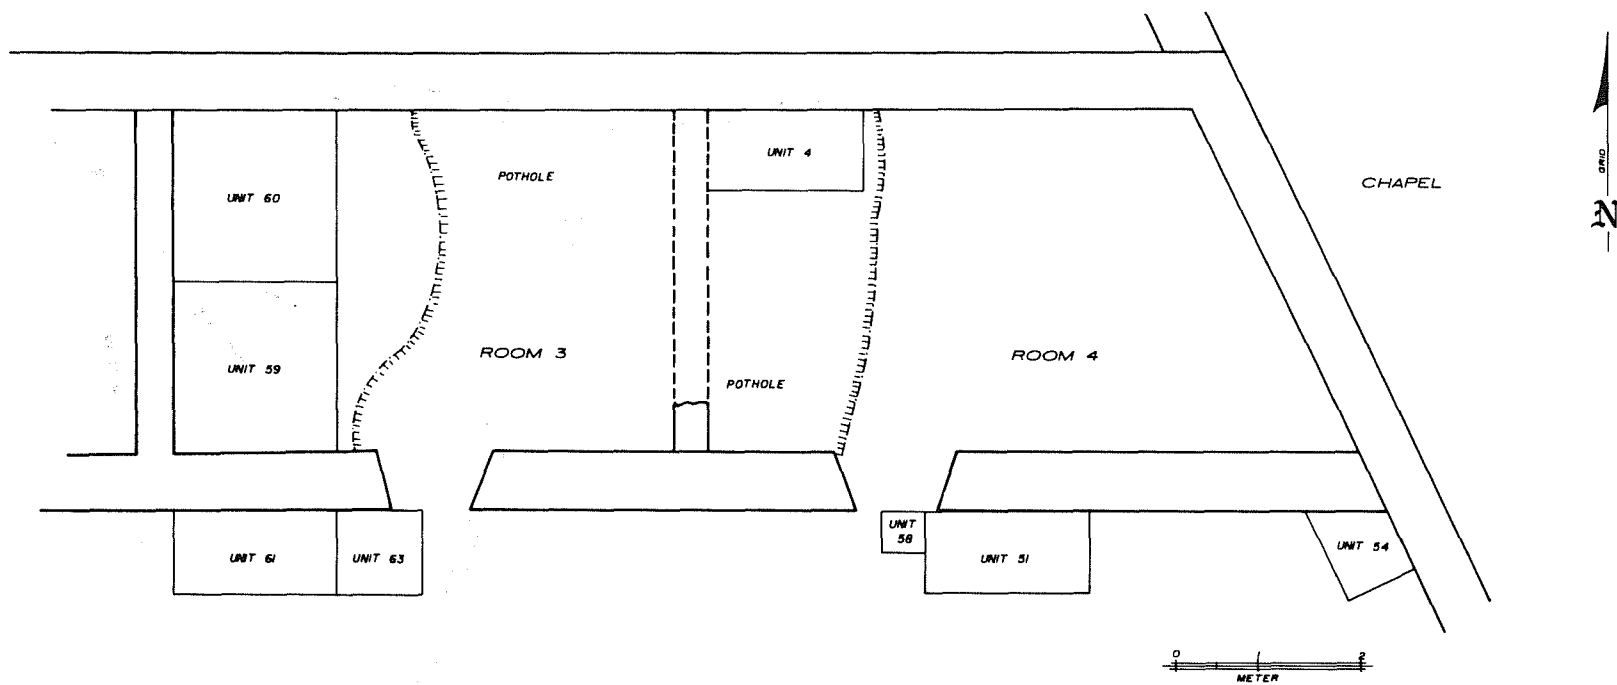 UNIT 4
POTHOLE
CHAPEL
GRID
N
UNIT 60
ROOM 3
ROOM 4
UNIT 59
POTHOLE
UNIT 58
UNIT 61
UNIT 63
UNIT 51
UNIT 54
0 1 2
METER